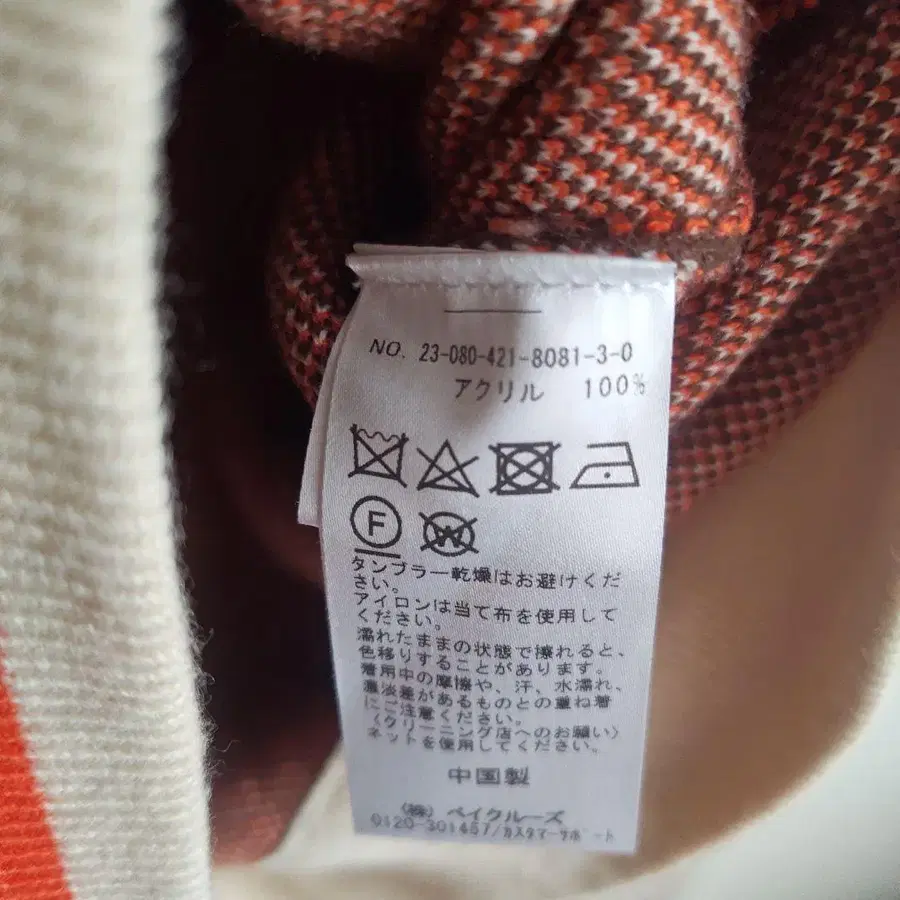 NO. 23-080-421-8081-3-0
アクリル 100%
F
W
タンブラー乾燥はお避けくだ
さい。
アイロンは当て布を使用して
ください。
濡れたままの状態で擦れると、
色移りすることがあります。
着用中の摩擦や、汗、水濡れ、
濃淡差があるものとの重ね着
にご注意ください。
〈クリーニング店へのお願い〉
ネットを使用してください。
中国製
(株) ベイクルーズ
0120-301457/カスタマーサポート